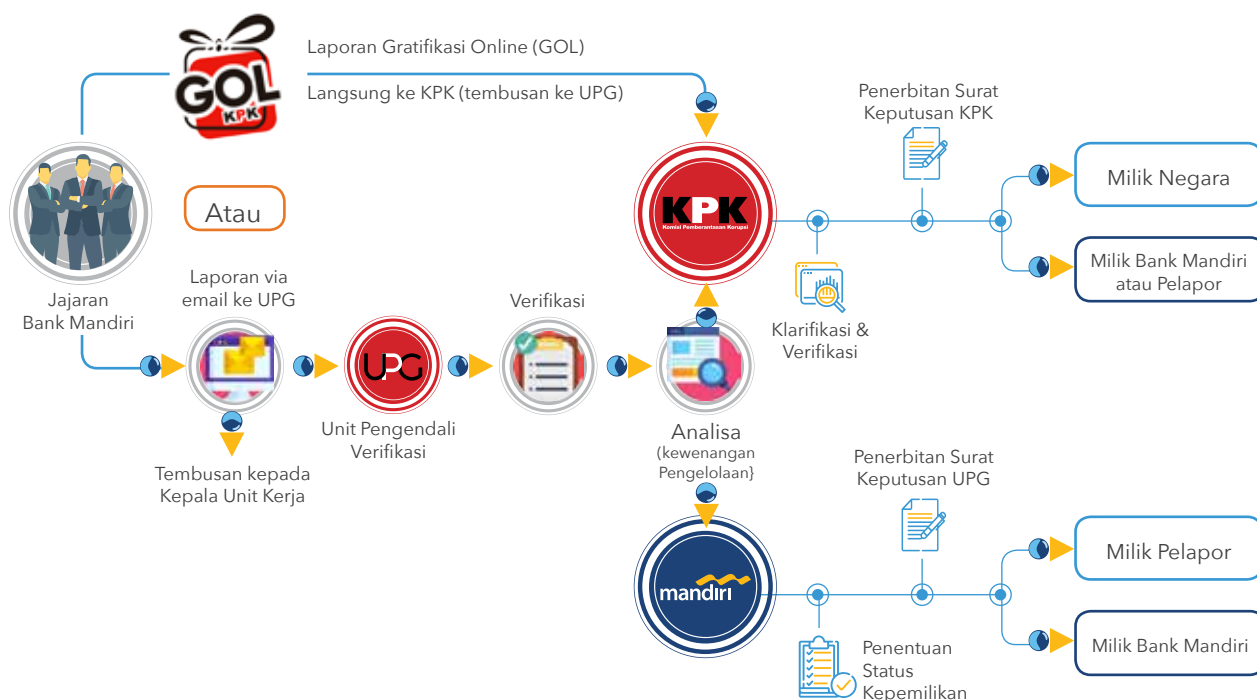 Laporan Gratifikasi Online (GOL)
GOL
KPK
Langsung ke KPK (tembusan ke UPG)
Penerbitan Surat
Keputusan KPK
Atau
KPK
Komisi Pemberantasan Korupsi
Milik Negara
Milik Bank Mandiri
atau Pelapor
Jajaran
Bank Mandiri
Laporan via
email ke UPG
Verifikasi
Klarifikasi &
Verifikasi
UPG
Unit Pengendali
Verifikasi
Analisa
(kewenangan
Pengelolaan}
Tembusan kepada
Kepala Unit Kerja
Penerbitan Surat
Keputusan UPG
mandiri
Milik Pelapor
Milik Bank Mandiri
Penentuan
Status
Kepemilikan